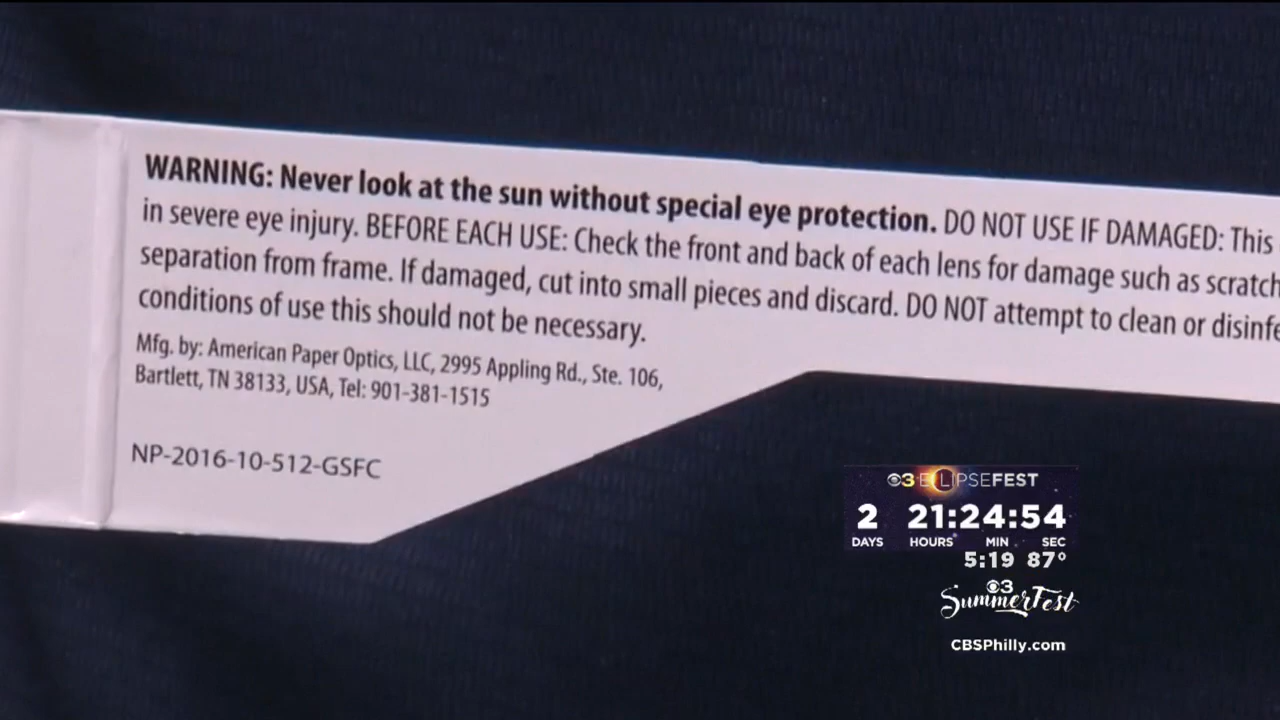 WARNING: Never look at the sun without special eye protection. DO NOT USE IF DAMAGED: This
in severe eye injury. BEFORE EACH USE: Check the front and back of each lens for damage such as scratch
separation from frame. If damaged, cut into small pieces and discard. DO NOT attempt to clean or disinfe
conditions of use this should not be necessary.
Mfg. by: American Paper Optics, LLC, 2995 Appling Rd., Ste. 106,
Bartlett, TN 38133, USA, Tel: 901-381-1515
NP-2016-10-512-GSFC
3 ECLIPSEFEST
2 21:24:54
DAYS HOURS MIN SEC
5:19 87°
3
SummerFest
CBSPhilly.com